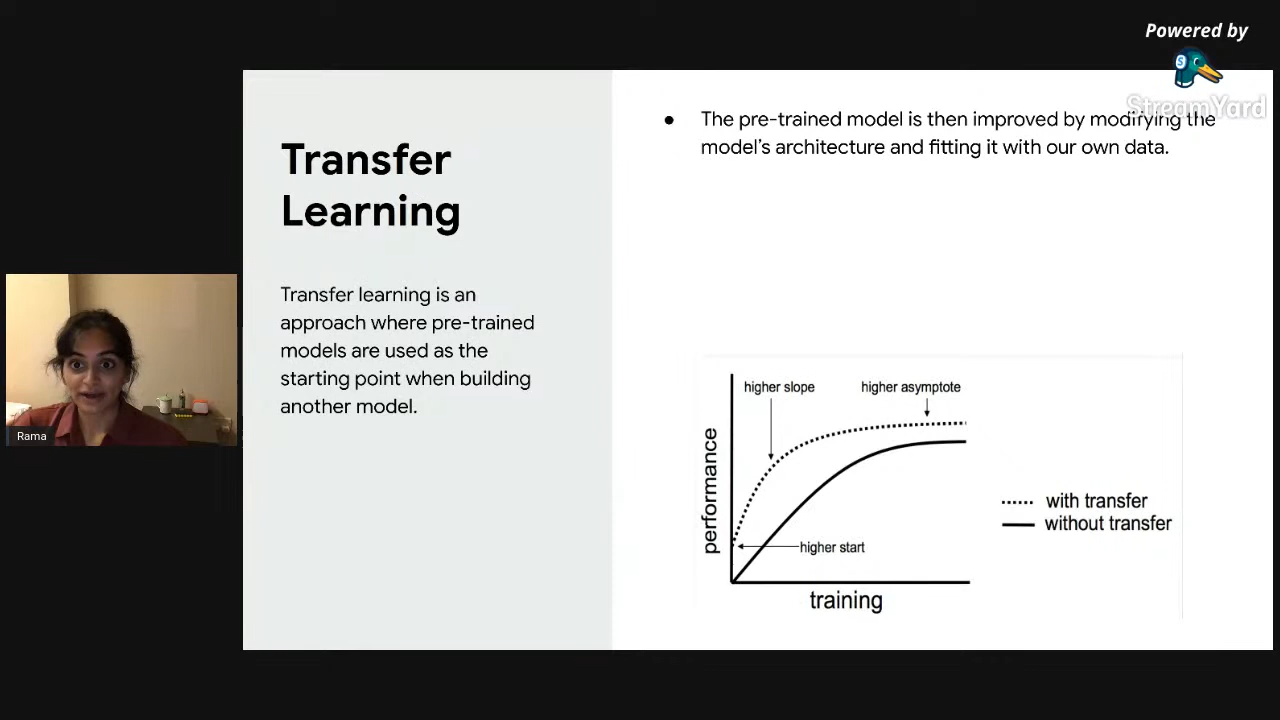 Powered by
StreamYard
Transfer
Learning
Transfer learning is an
approach where pre-trained
models are used as the
starting point when building
another model.
● The pre-trained model is then improved by modifying the
model's architecture and fitting it with our own data.
higher slope
higher asymptote
performance
higher start
training
with transfer
without transfer
Rama
S